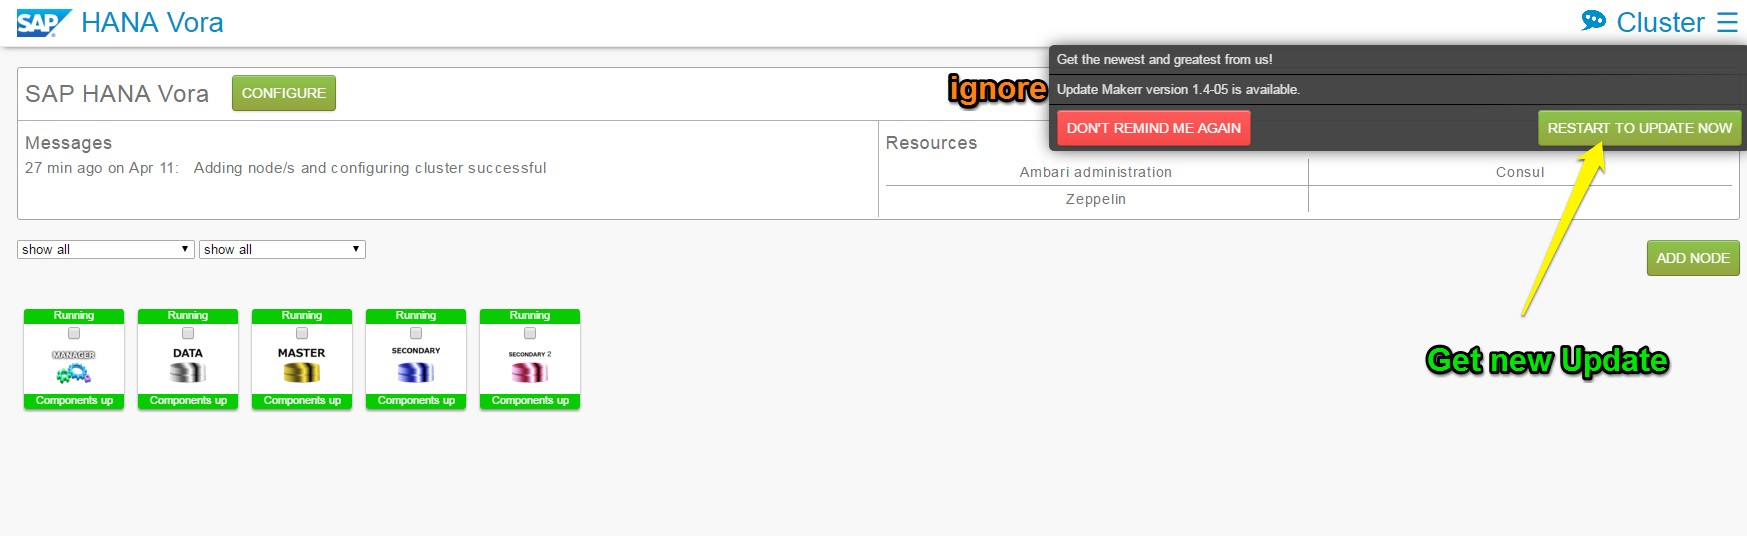 SAP HANA Vora
Cluster
Get the newest and greatest from us!
ignore
Update Makerr version 1.4-05 is available.
DON'T REMIND ME AGAIN
RESTART TO UPDATE NOW
SAP HANA Vora
CONFIGURE
Messages
27 min ago on Apr 11: Adding node/s and configuring cluster successful
Resources
Ambari administration
Consul
Zeppelin
show all
show all
ADD NODE
Get new Update
Running
MANAGER
Components up
Running
DATA
Components up
Running
MASTER
Components up
Running
SECONDARY
Components up
Running
SECONDARY 2
Components up